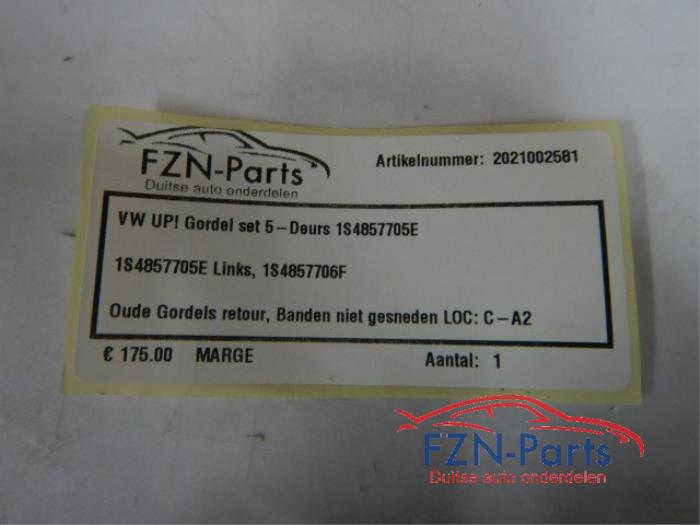 FZN-Parts
Duitse auto onderdelen
Artikelnummer: 2021002581
VW UP! Gordel set 5-Deurs 1S4857705E
1S4857705E Links, 1S4857706F
Oude Gordels retour, Banden niet gesneden LOC: C-A2
€ 175.00 MARGE Aantal: 1
FZN-Parts
Duitse auto onderdelen